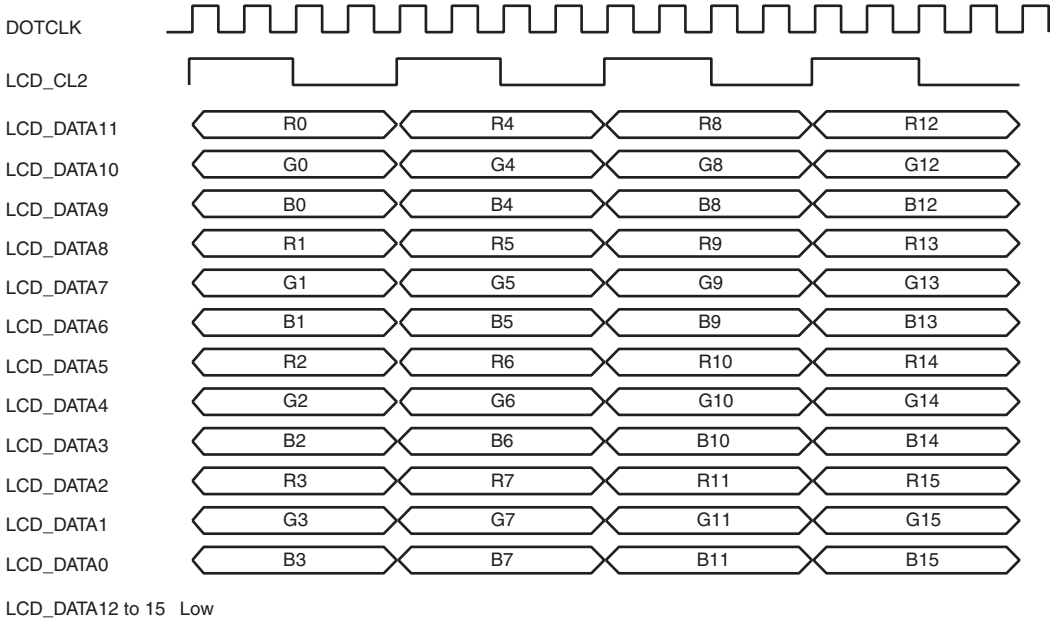 DOTCLK
LCD_CL2
LCD_DATA11 R0 R4 R8 R12
LCD_DATA10 G0 G4 G8 G12
LCD_DATA9 B0 B4 B8 B12
LCD_DATA8 R1 R5 R9 R13
LCD_DATA7 G1 G5 G9 G13
LCD_DATA6 B1 B5 B9 B13
LCD_DATA5 R2 R6 R10 R14
LCD_DATA4 G2 G6 G10 G14
LCD_DATA3 B2 B6 B10 B14
LCD_DATA2 R3 R7 R11 R15
LCD_DATA1 G3 G7 G11 G15
LCD_DATA0 B3 B7 B11 B15
LCD_DATA12 to 15 Low